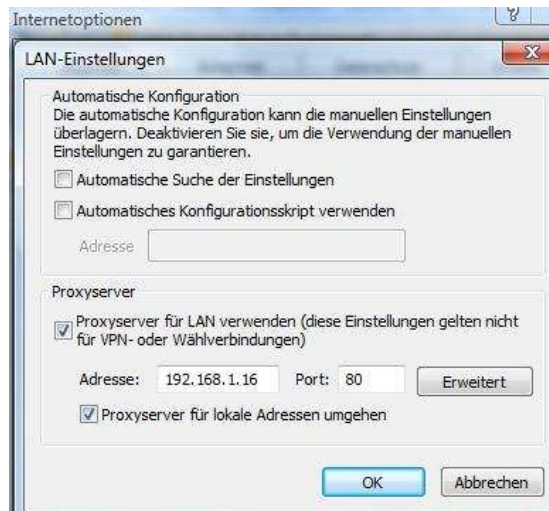 Internetoptionen
?
LAN-Einstellungen
X
Automatische Konfiguration
Die automatische Konfiguration kann die manuellen Einstellungen
überlagern. Deaktivieren Sie sie, um die Verwendung der manuellen
Einstellungen zu garantieren.
Automatische Suche der Einstellungen
Automatisches Konfigurationsskript verwenden
Adresse
Proxyserver
Proxyserver für LAN verwenden (diese Einstellungen gelten nicht
für VPN- oder Wählverbindungen)
Adresse: 192.168.1.16 Port: 80 Erweitert
Proxyserver für lokale Adressen umgehen
OK Abbrechen